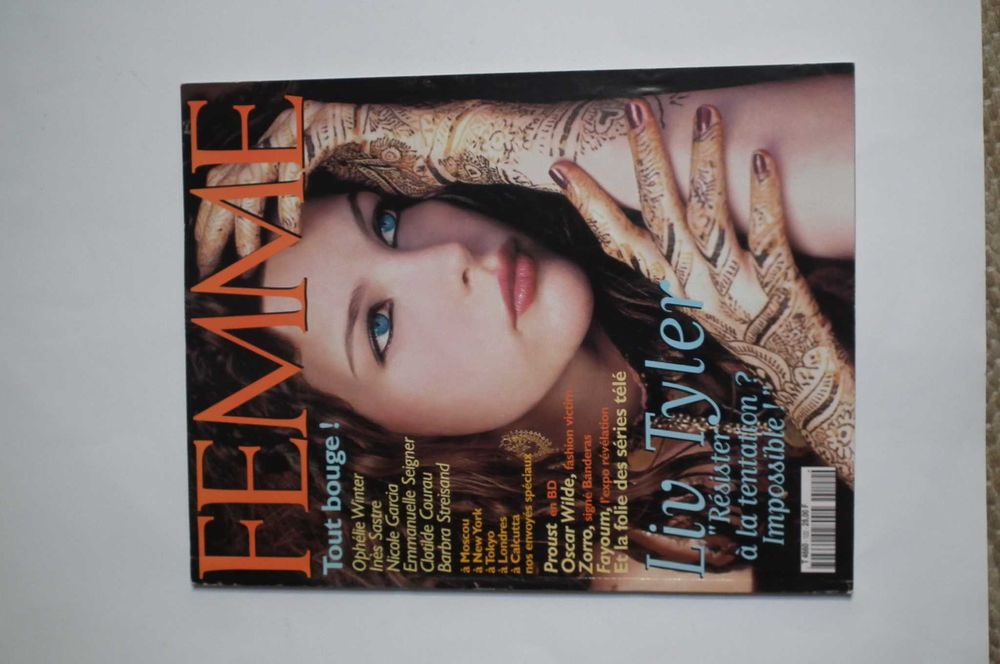 FEMME
Tout bouge !
Ophélie Winter
Inès Sastre
Nicole Garcia
Emmanuelle Seigner
Clotilde Courau
Barbra Streisand
à Moscou
à New York
à Tokyo
à Londres
à Calcutta
nos envoyés spéciaux
Proust en BD
Oscar Wilde, fashion victim
Zorro, signé Banderas
Fayoum, l'expo révélation
Et la folie des séries télé
Liv Tyler
"Résister
à la tentation ?
Impossible !"
28,00 F